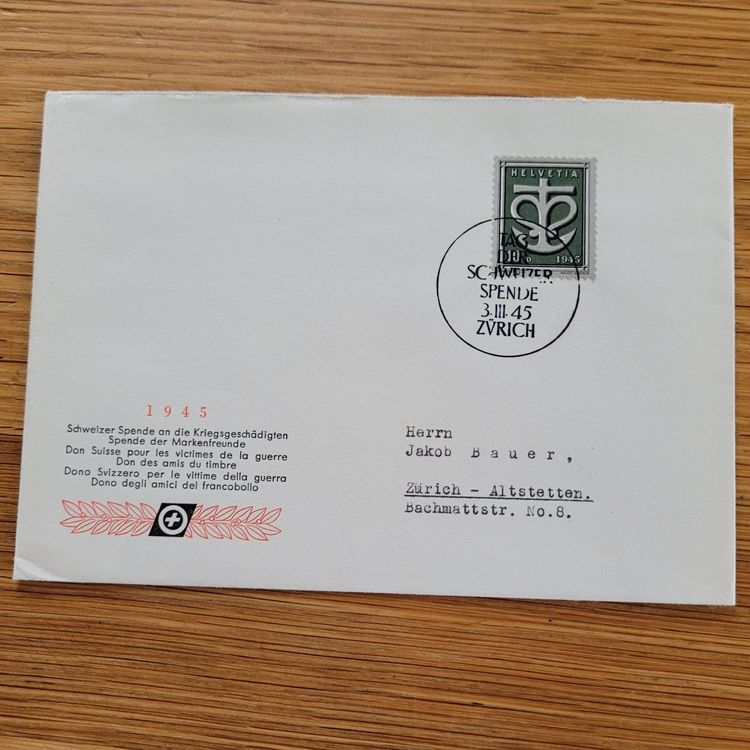 HELVETIA
1945
TAG
DER
SCHWEIZER
SPENDE
3.III.45
ZÜRICH
1945
Schweizer Spende an die Kriegsgeschädigten
Spende der Markenfreunde
Don Suisse pour les victimes de la guerre
Don des amis du timbre
Dono Svizzero per le vittime della guerra
Dono degli amici del francobollo
Herrn
Jakob Bauer,
Zürich - Altstetten.
Bachmattstr. No.8.